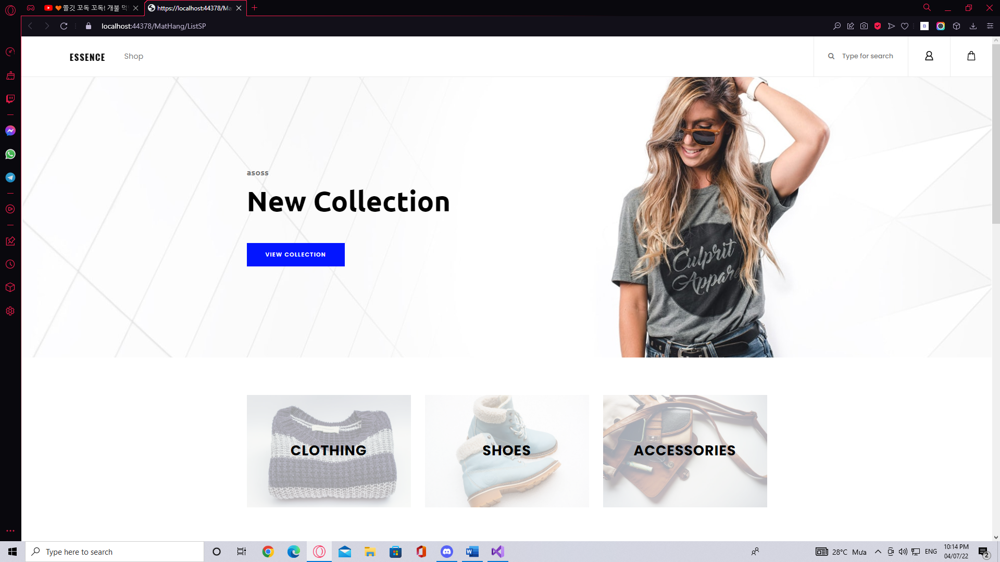 🧡쫄깃 꼬독 꼬독! 개불 먹
https://localhost:44378/Ma
localhost:44378/MatHang/ListSP
ESSENCE
Shop
Type for search
asoss
New Collection
VIEW COLLECTION
Culprit
Appare
CLOTHING
SHOES
ACCESSORIES
Type here to search
28°C Mưa
ENG
10:14 PM
04/07/22
2